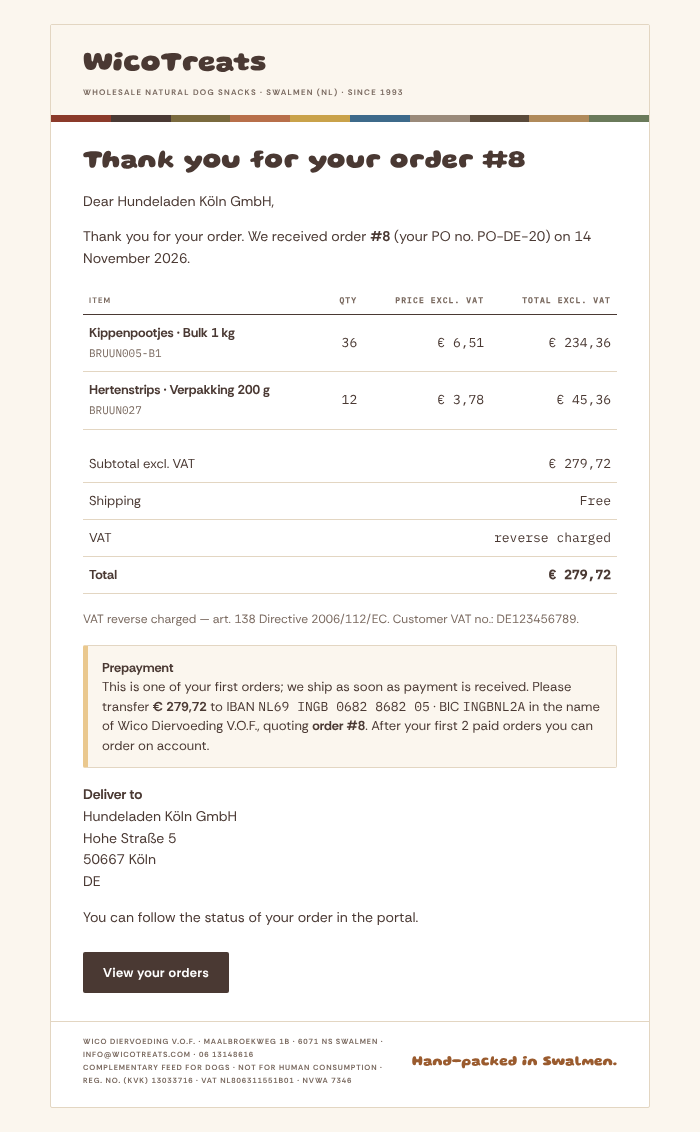 WicoTreats
WHOLESALE NATURAL DOG SNACKS · SWALMEN (NL) · SINCE 1993
Thank you for your order #8
Dear Hundeladen Köln GmbH,
Thank you for your order. We received order #8 (your PO no. PO-DE-20) on 14
November 2026.
ITEM QTY PRICE EXCL. VAT TOTAL EXCL. VAT
Kippenpootjes · Bulk 1 kg
BRUUN005-B1
36 € 6,51 € 234,36
Hertenstrips · Verpakking 200 g
BRUUN027
12 € 3,78 € 45,36
Subtotal excl. VAT € 279,72
Shipping Free
VAT reverse charged
Total € 279,72
VAT reverse charged — art. 138 Directive 2006/112/EC. Customer VAT no.: DE123456789.
Prepayment
This is one of your first orders; we ship as soon as payment is received. Please
transfer € 279,72 to IBAN NL69 INGB 0682 8682 05 · BIC INGBNL2A in the name
of Wico Diervoeding V.O.F., quoting order #8. After your first 2 paid orders you can
order on account.
Deliver to
Hundeladen Köln GmbH
Hohe Straße 5
50667 Köln
DE
You can follow the status of your order in the portal.
View your orders
WICO DIERVOEDING V.O.F. · MAALBROEKWEG 1B · 6071 NS SWALMEN ·
INFO@WICOTREATS.COM · 06 13148616
COMPLEMENTARY FEED FOR DOGS · NOT FOR HUMAN CONSUMPTION ·
REG. NO. (KVK) 13033716 · VAT NL806311551B01 · NVWA 7346
Hand-packed in Swalmen.